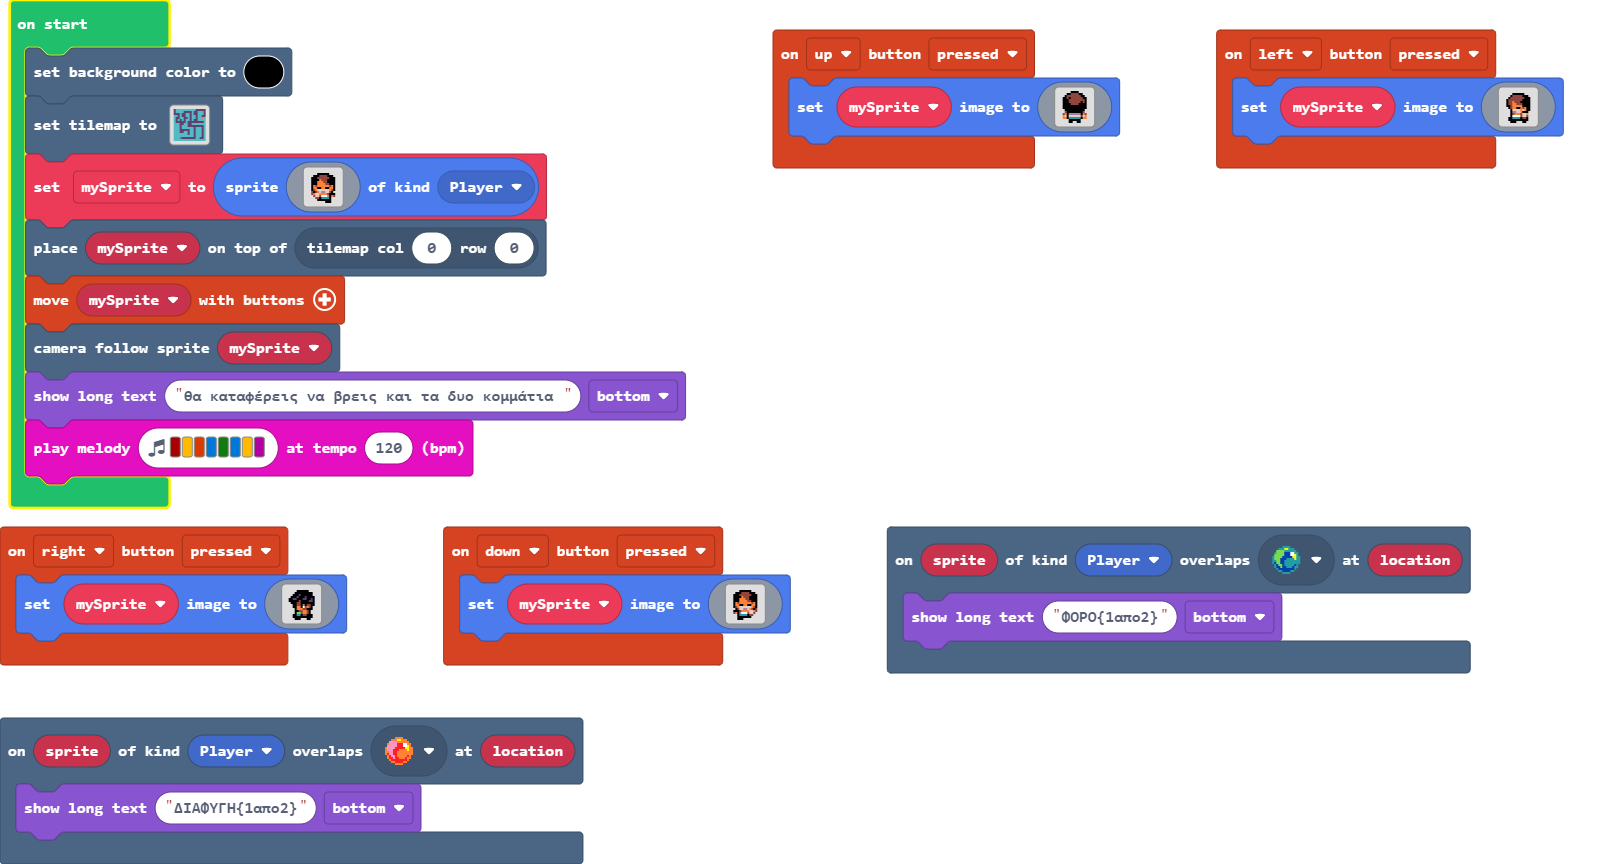 on start
set background color to
set tilemap to
set mySprite to sprite of kind Player
place mySprite on top of tilemap col 0 row 0
move mySprite with buttons
camera follow sprite mySprite
show long text "θα καταφέρεις να βρεις και τα δυο κομμάτια " bottom
play melody at tempo 120 (bpm)
on up button pressed
set mySprite image to
on left button pressed
set mySprite image to
on right button pressed
set mySprite image to
on down button pressed
set mySprite image to
on sprite of kind Player overlaps at location
show long text "ΦΟΡΟ{1απο2}" bottom
on sprite of kind Player overlaps at location
show long text "ΔΙΑΦΥΓΗ{1απο2}" bottom